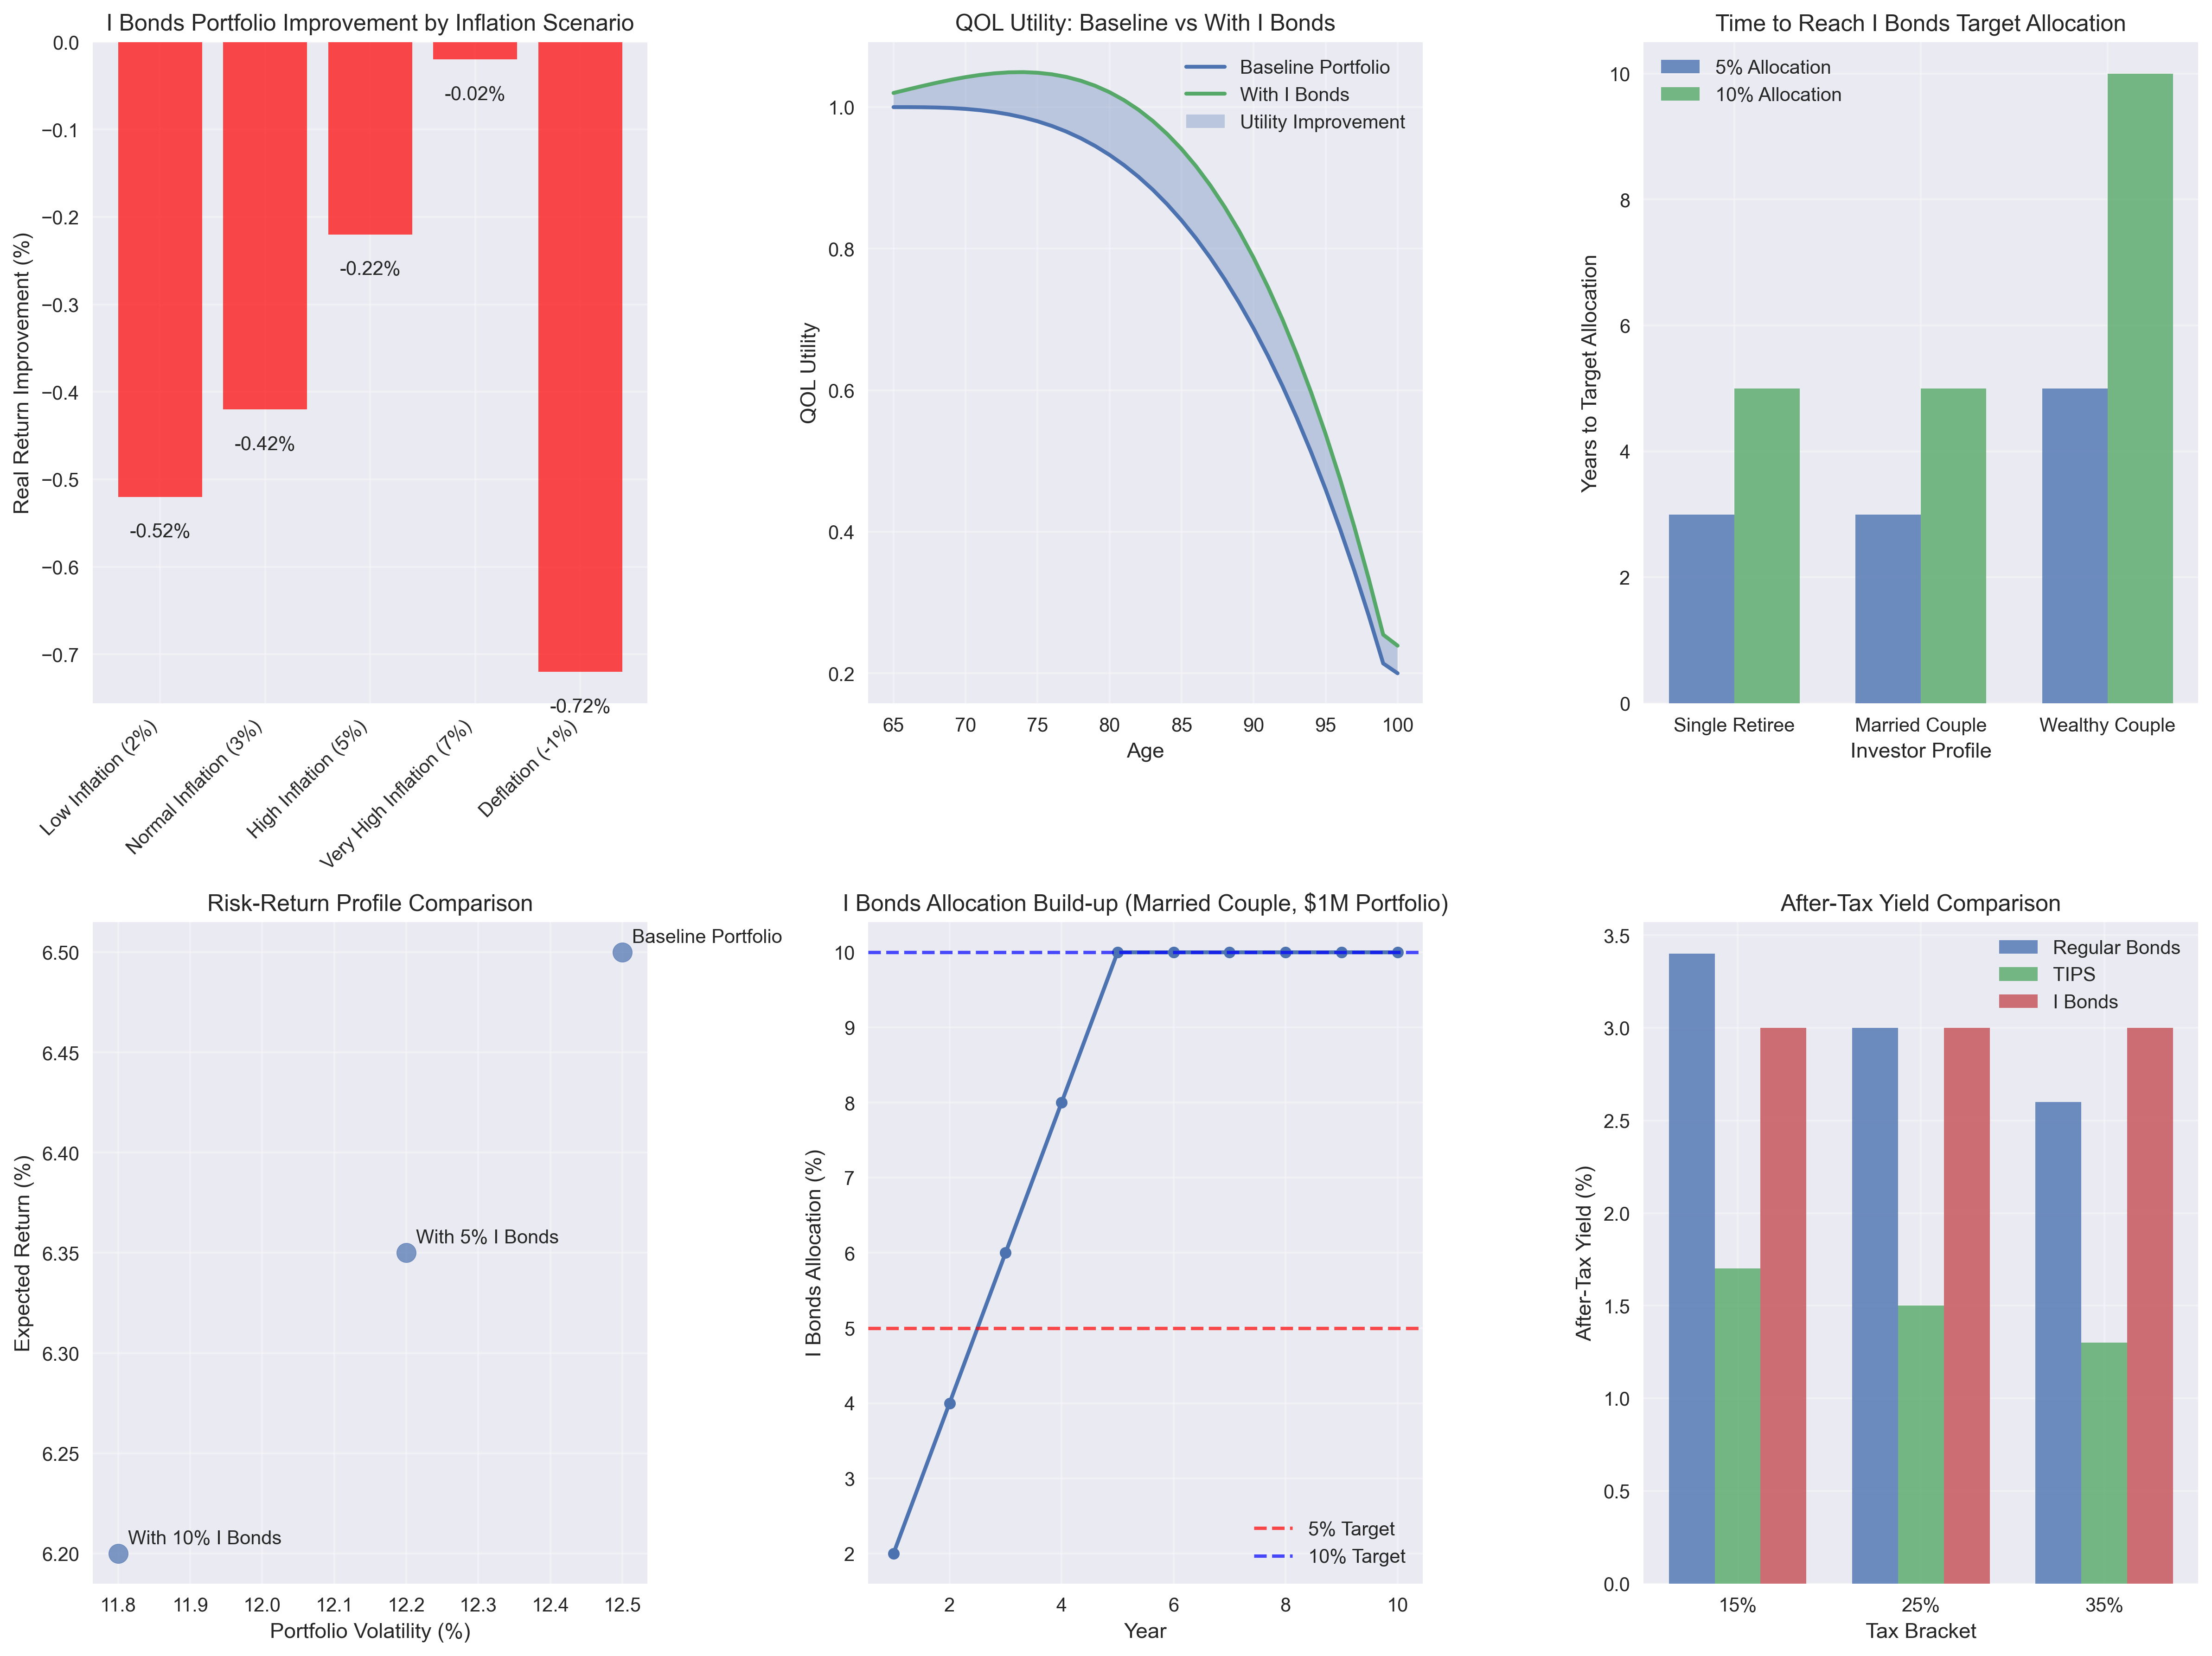 I Bonds Portfolio Improvement by Inflation Scenario
Real Return Improvement (%)
0.0
−0.1
−0.2
−0.3
−0.4
−0.5
−0.6
−0.7
-0.52%
-0.42%
-0.22%
-0.02%
-0.72%
Low Inflation (2%)
Normal Inflation (3%)
High Inflation (5%)
Very High Inflation (7%)
Deflation (-1%)
QOL Utility: Baseline vs With I Bonds
QOL Utility
1.0
0.8
0.6
0.4
0.2
Baseline Portfolio
With I Bonds
Utility Improvement
65 70 75 80 85 90 95 100
Age
Time to Reach I Bonds Target Allocation
Years to Target Allocation
10
8
6
4
2
0
5% Allocation
10% Allocation
Single Retiree Married Couple Wealthy Couple
Investor Profile
Risk-Return Profile Comparison
Expected Return (%)
6.50
6.45
6.40
6.35
6.30
6.25
6.20
Baseline Portfolio
With 5% I Bonds
With 10% I Bonds
11.8 11.9 12.0 12.1 12.2 12.3 12.4 12.5
Portfolio Volatility (%)
I Bonds Allocation Build-up (Married Couple, $1M Portfolio)
I Bonds Allocation (%)
10
9
8
7
6
5
4
3
2
5% Target
10% Target
2 4 6 8 10
Year
After-Tax Yield Comparison
After-Tax Yield (%)
3.5
3.0
2.5
2.0
1.5
1.0
0.5
0.0
Regular Bonds
TIPS
I Bonds
15% 25% 35%
Tax Bracket